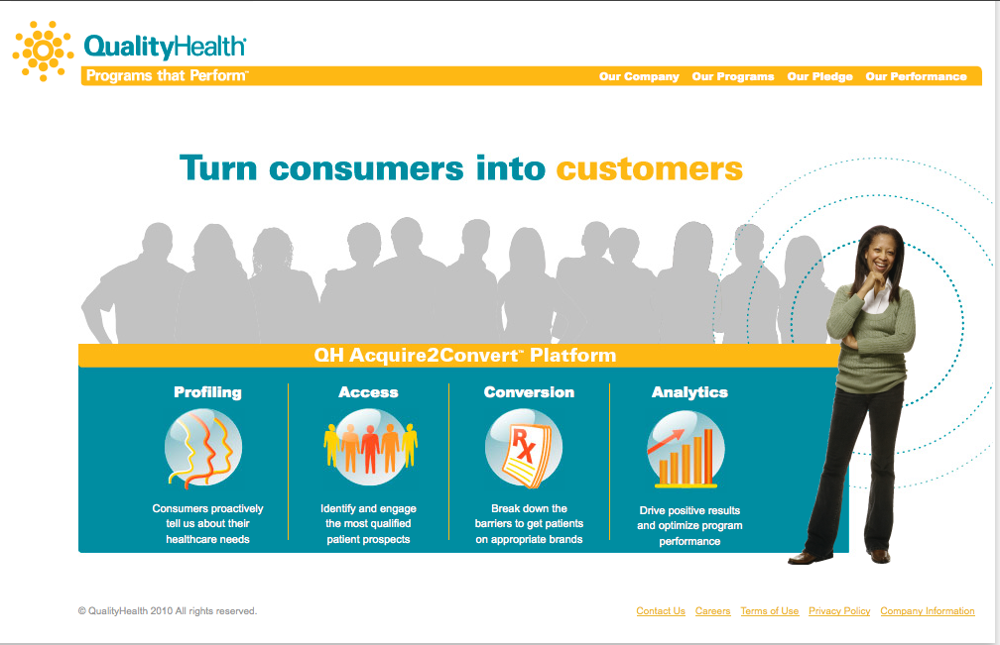 QualityHealth®
Programs that Perform™
Our Company Our Programs Our Pledge Our Performance
Turn consumers into customers
QH Acquire2Convert™ Platform
Profiling
Consumers proactively
tell us about their
healthcare needs
Access
Identify and engage
the most qualified
patient prospects
Conversion
RX
Break down the
barriers to get patients
on appropriate brands
Analytics
Drive positive results
and optimize program
performance
© QualityHealth 2010 All rights reserved.
Contact Us Careers Terms of Use Privacy Policy Company Information